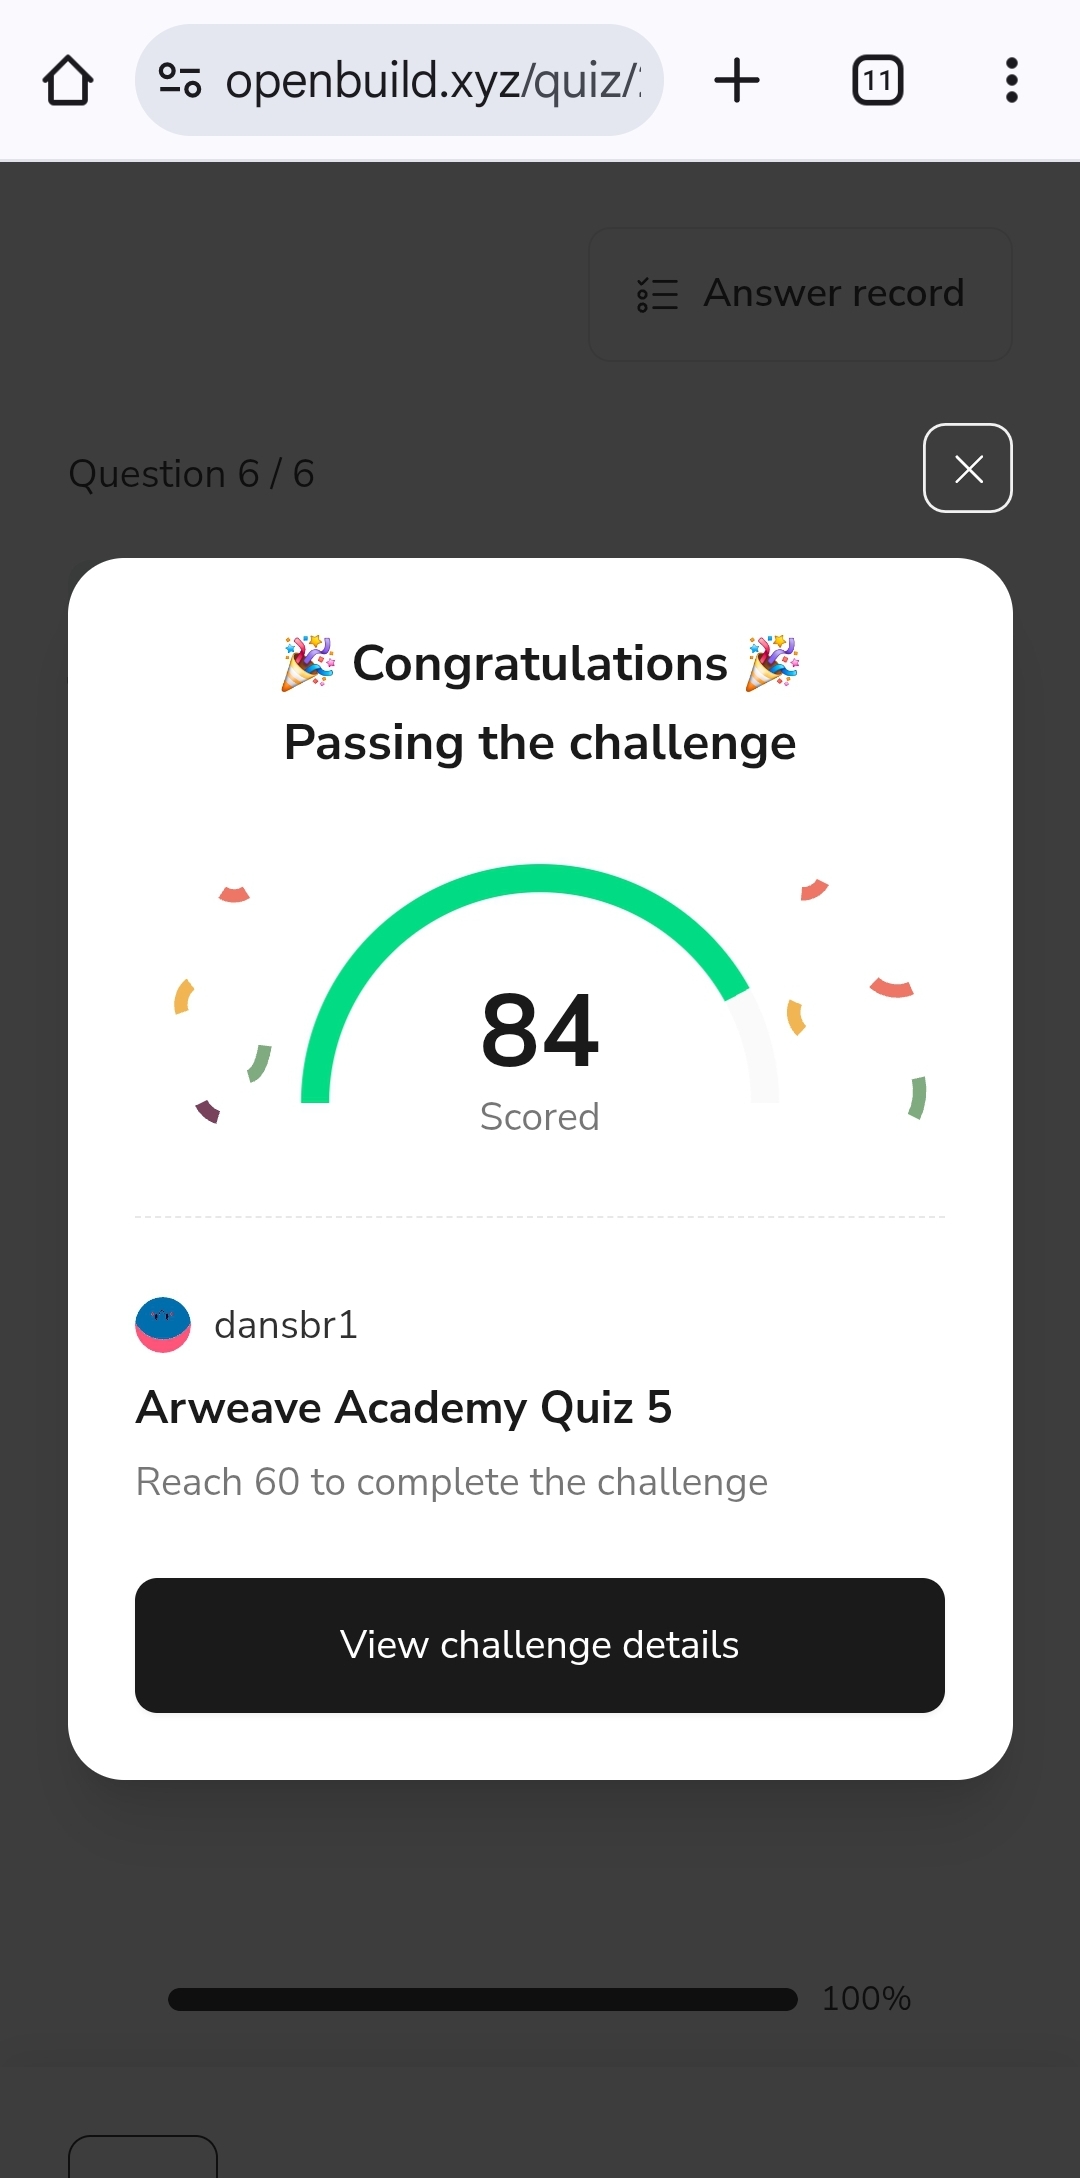 openbuild.xyz/quiz/
11
Answer record
Question 6 / 6
🎉 Congratulations 🎉
Passing the challenge
84
Scored
dansbr1
Arweave Academy Quiz 5
Reach 60 to complete the challenge
View challenge details
100%